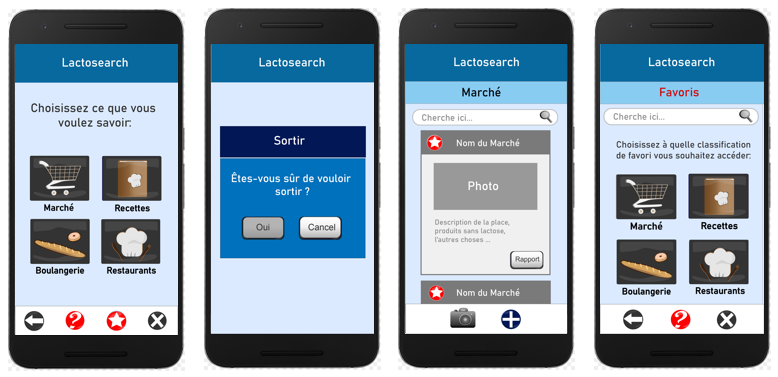 Lactosearch
Choisissez ce que vous
voulez savoir:
Marché
Recettes
Boulangerie
Restaurants
Lactosearch
Sortir
Êtes-vous sûr de vouloir
sortir ?
Oui
Cancel
Lactosearch
Marché
Cherche ici...
Nom du Marché
Photo
Description de la place,
produits sans lactose,
l'autres choses ...
Rapport
Nom du Marché
Lactosearch
Favoris
Cherche ici...
Choisissez à quelle classification
de favori vous souhaitez accéder:
Marché
Recettes
Boulangerie
Restaurants